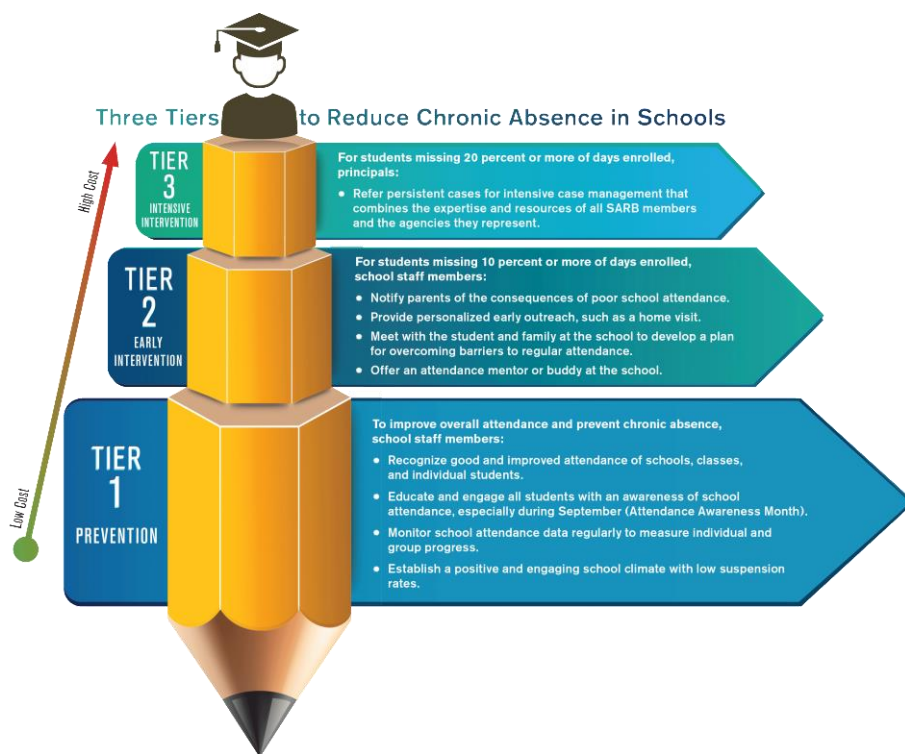 Three Tiers to Reduce Chronic Absence in Schools
High Cost
Low Cost
TIER
3
INTENSIVE
INTERVENTION
For students missing 20 percent or more of days enrolled,
principals:
• Refer persistent cases for intensive case management that
combines the expertise and resources of all SARB members
and the agencies they represent.
TIER
2
EARLY
INTERVENTION
For students missing 10 percent or more of days enrolled,
school staff members:
• Notify parents of the consequences of poor school attendance.
• Provide personalized early outreach, such as a home visit.
• Meet with the student and family at the school to develop a plan
for overcoming barriers to regular attendance.
• Offer an attendance mentor or buddy at the school.
TIER
1
PREVENTION
To improve overall attendance and prevent chronic absence,
school staff members:
• Recognize good and improved attendance of schools, classes,
and individual students.
• Educate and engage all students with an awareness of school
attendance, especially during September (Attendance Awareness Month).
• Monitor school attendance data regularly to measure individual and
group progress.
• Establish a positive and engaging school climate with low suspension
rates.